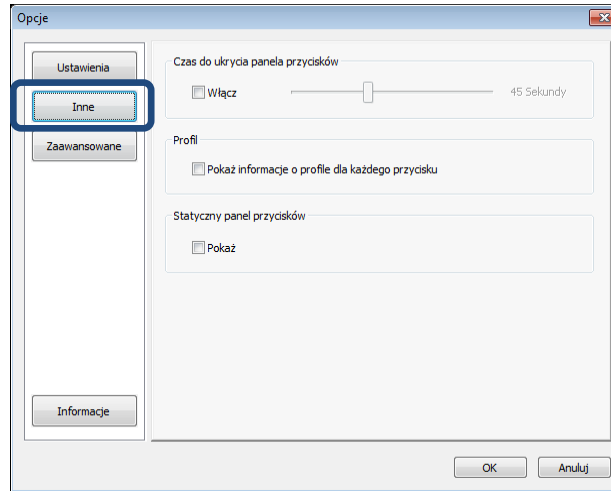 Opcje
Ustawienia
Inne
Zaawansowane
Informacje
Czas do ukrycia panela przycisków
Włącz
45 Sekundy
Profil
Pokaż informacje o profile dla każdego przycisku
Statyczny panel przycisków
Pokaż
OK
Anuluj